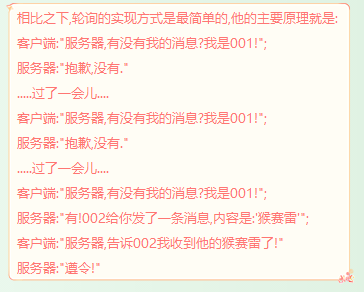 相比之下,轮询的实现方式是最简单的,他的主要原理就是:
客户端:"服务器,有没有我的消息?我是001!";
服务器:"抱歉,没有."
.....过了一会儿....
客户端:"服务器,有没有我的消息?我是001!";
服务器:"抱歉,没有."
.....过了一会儿....
客户端:"服务器,有没有我的消息?我是001!";
服务器:"有!002给你发了一条消息,内容是:'猴赛雷'";
客户端:"服务器,告诉002我收到他的猴赛雷了!"
服务器:"遵令!"